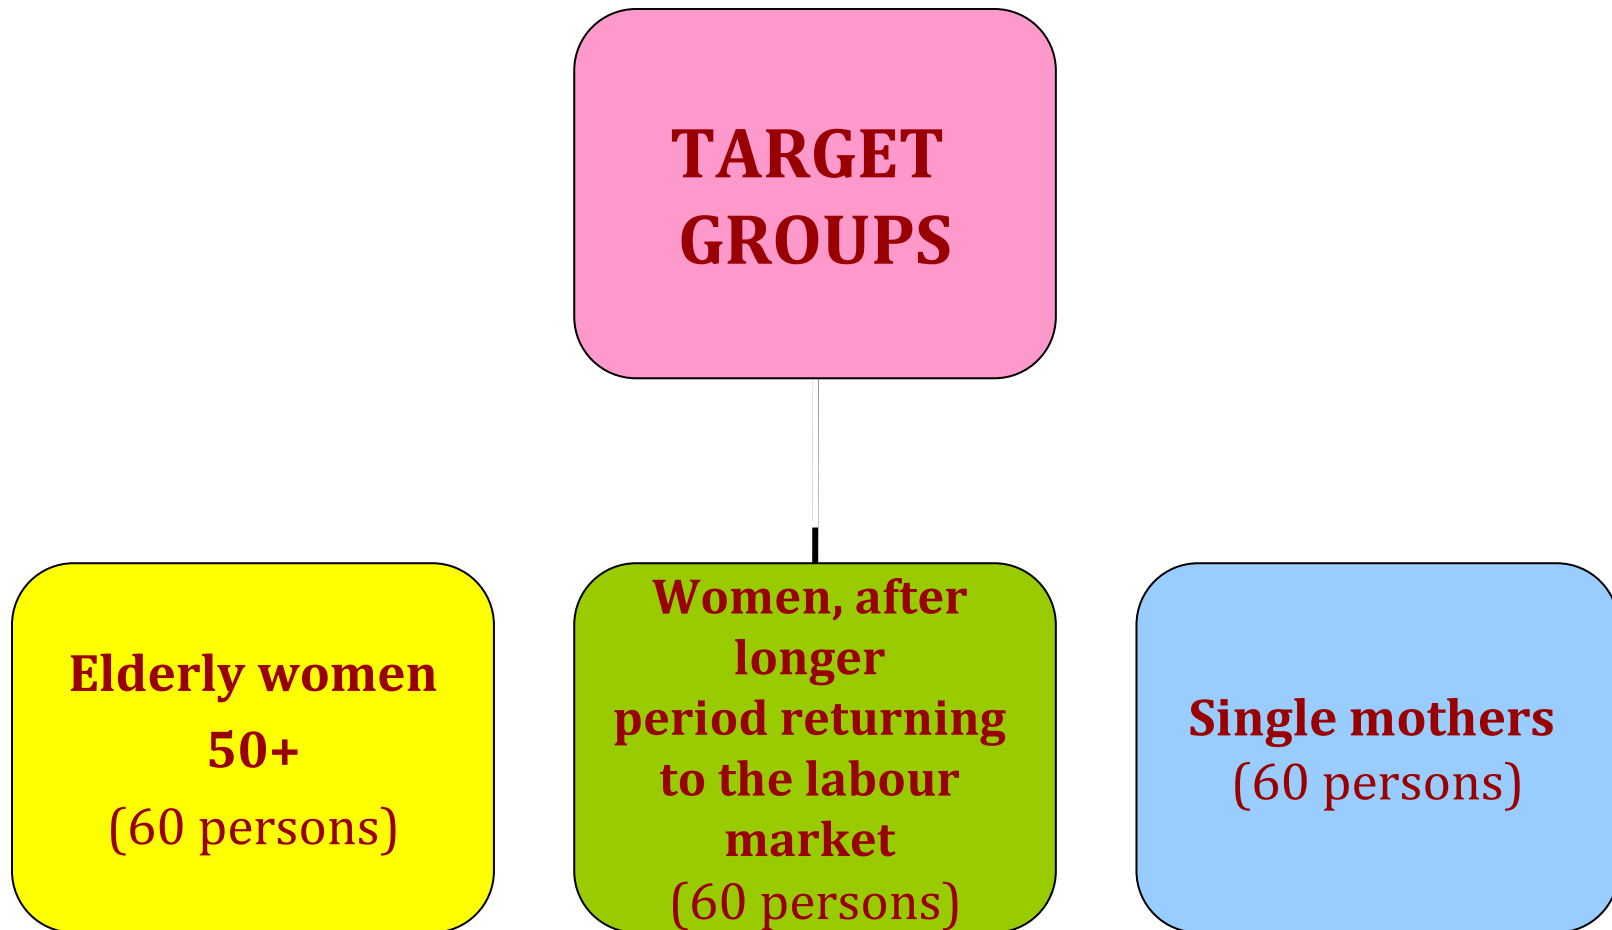 TARGET
GROUPS
Elderly women
50+
(60 persons)
Women, after
longer
period returning
to the labour
market
(60 persons)
Single mothers
(60 persons)